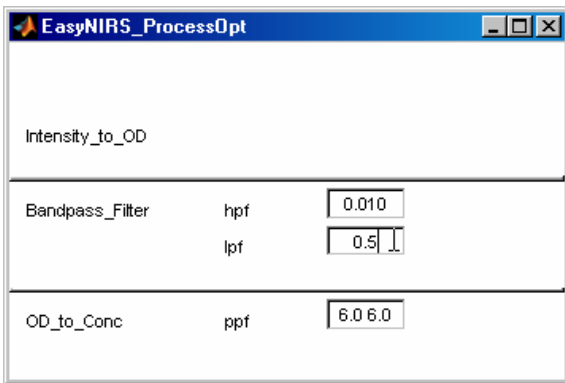 EasyNIRS_ProcessOpt
Intensity_to_OD
Bandpass_Filter hpf 0.010
lpf 0.5
OD_to_Conc ppf 6.0 6.0